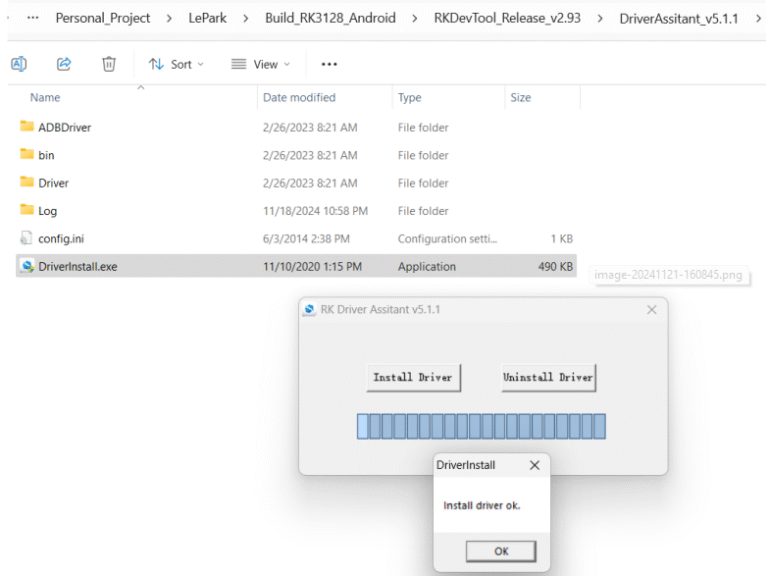 ... Personal_Project > LePark > Build_RK3128_Android > RKDevTool_Release_v2.93 > DriverAssitant_v5.1.1 >
Sort View ...
Name Date modified Type Size
ADBDriver 2/26/2023 8:21 AM File folder
bin 2/26/2023 8:21 AM File folder
Driver 2/26/2023 8:21 AM File folder
Log 11/18/2024 10:58 PM File folder
config.ini 6/3/2014 2:38 PM Configuration setti... 1 KB
DriverInstall.exe 11/10/2020 1:15 PM Application 490 KB
image-20241121-160845.png
RK Driver Assitant v5.1.1
Install Driver Uninstall Driver
DriverInstall
Install driver ok.
OK